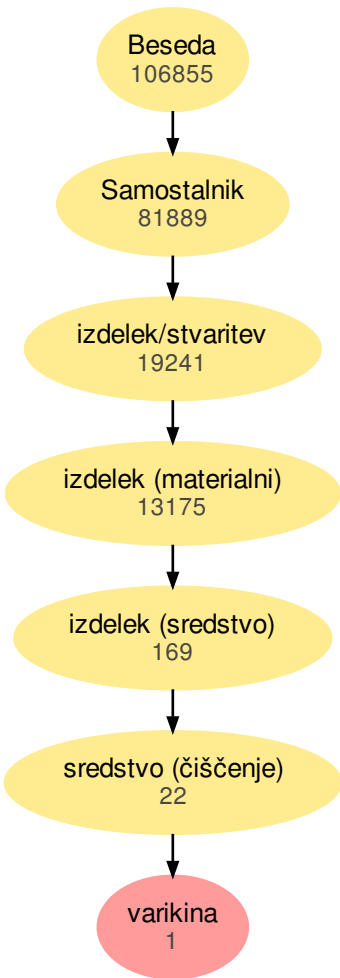 Beseda
106855
Samostalnik
81889
izdelek/stvaritev
19241
izdelek (materialni)
13175
izdelek (sredstvo)
169
sredstvo (čiščenje)
22
varikina
1